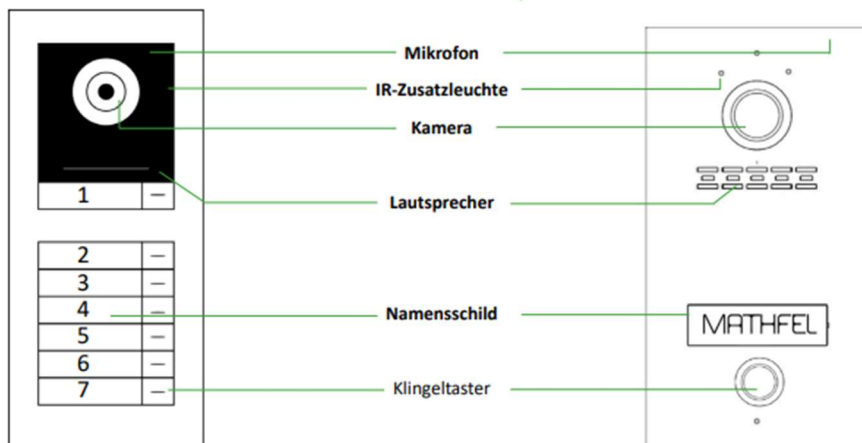 Mikrofon
IR-Zusatzleuchte
Kamera
1
Lautsprecher
2
3
4
Namensschild
MATHFEL
5
6
7
Klingeltaster